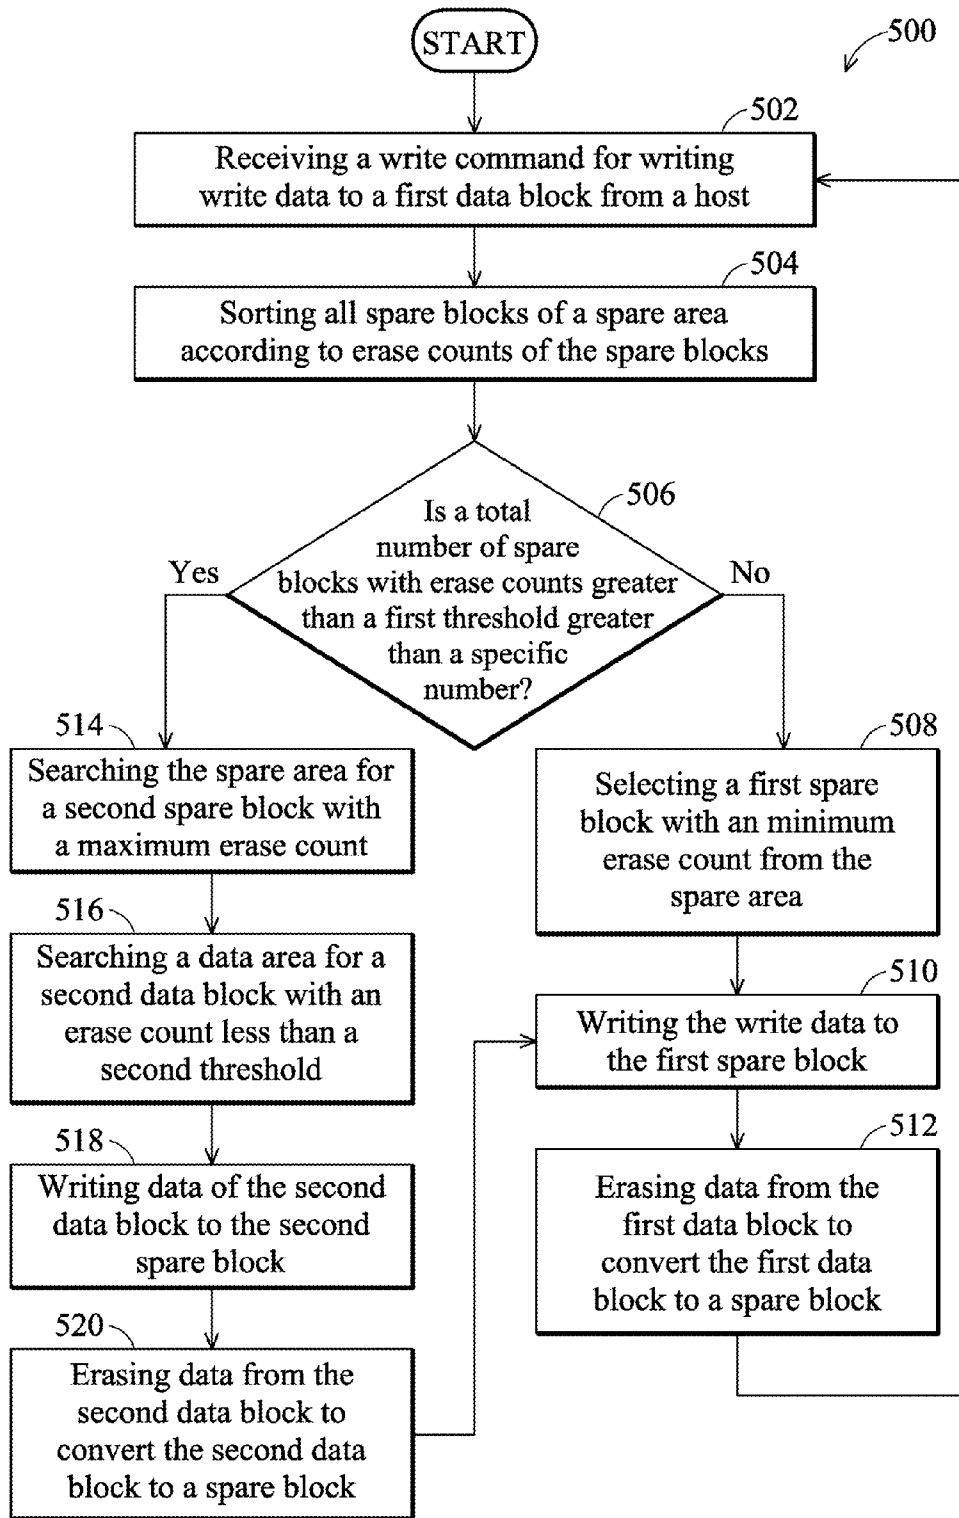 START
500
502
Receiving a write command for writing
write data to a first data block from a host
504
Sorting all spare blocks of a spare area
according to erase counts of the spare blocks
506
Is a total
number of spare
blocks with erase counts greater
than a first threshold greater
than a specific
number?
Yes
No
514
Searching the spare area for
a second spare block with
a maximum erase count
516
Searching a data area for a
second data block with an
erase count less than a
second threshold
518
Writing data of the second
data block to the second
spare block
520
Erasing data from the
second data block to
convert the second data
block to a spare block
508
Selecting a first spare
block with an minimum
erase count from the
spare area
510
Writing the write data to
the first spare block
512
Erasing data from the
first data block to
convert the first data
block to a spare block